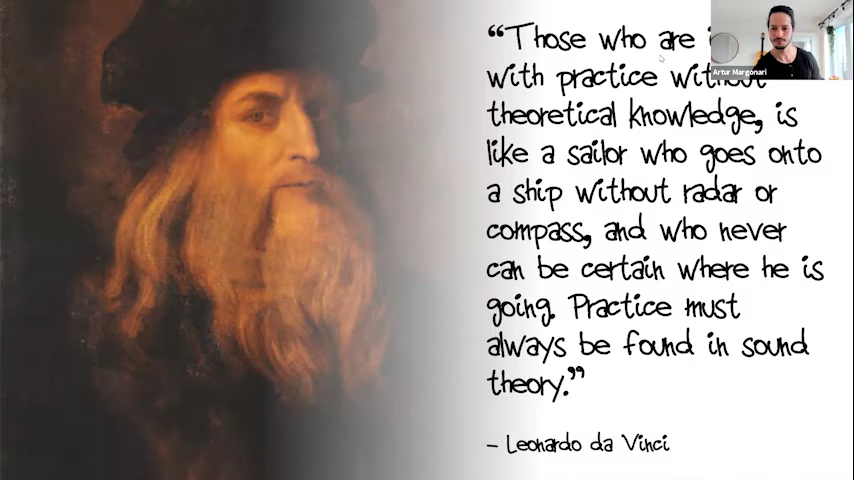 “Those who are
with practice without
theoretical knowledge, is
like a sailor who goes onto
a ship without radar or
compass, and who never
can be certain where he is
going. Practice must
always be found in sound
theory.”
– Leonardo da Vinci
Artur Margonari